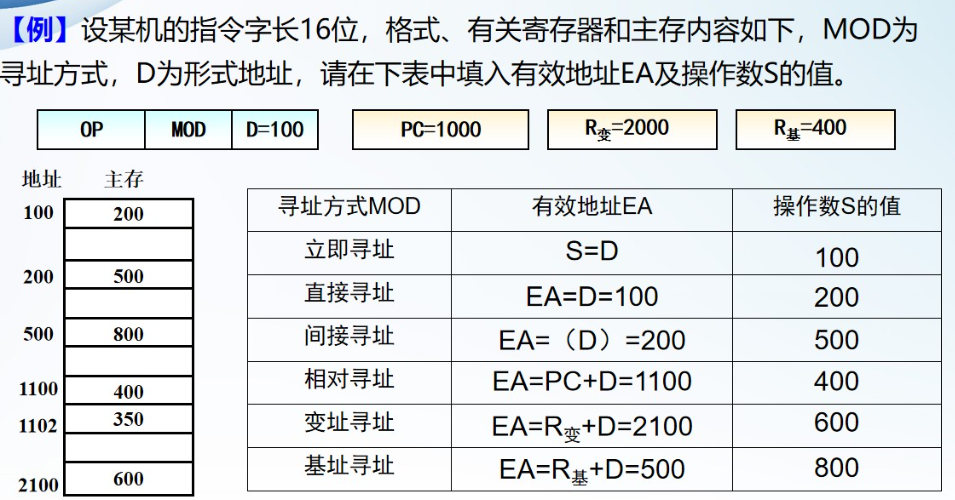 【例】设某机的指令字长16位，格式、有关寄存器和主存内容如下，MOD为
寻址方式，D为形式地址，请在下表中填入有效地址EA及操作数S的值。
OP MOD D=100 PC=1000 R变=2000 R基=400
地址 主存
100 200
200 500
500 800
1100 400
1102 350
2100 600
寻址方式MOD 有效地址EA 操作数S的值
立即寻址 S=D 100
直接寻址 EA=D=100 200
间接寻址 EA=（D）=200 500
相对寻址 EA=PC+D=1100 400
变址寻址 EA=R变+D=2100 600
基址寻址 EA=R基+D=500 800